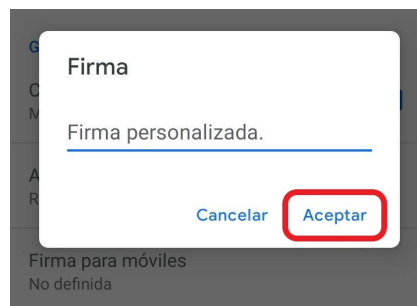 G
Firma
C
M
Firma personalizada.
A
R
Cancelar Aceptar
Firma para móviles
No definida